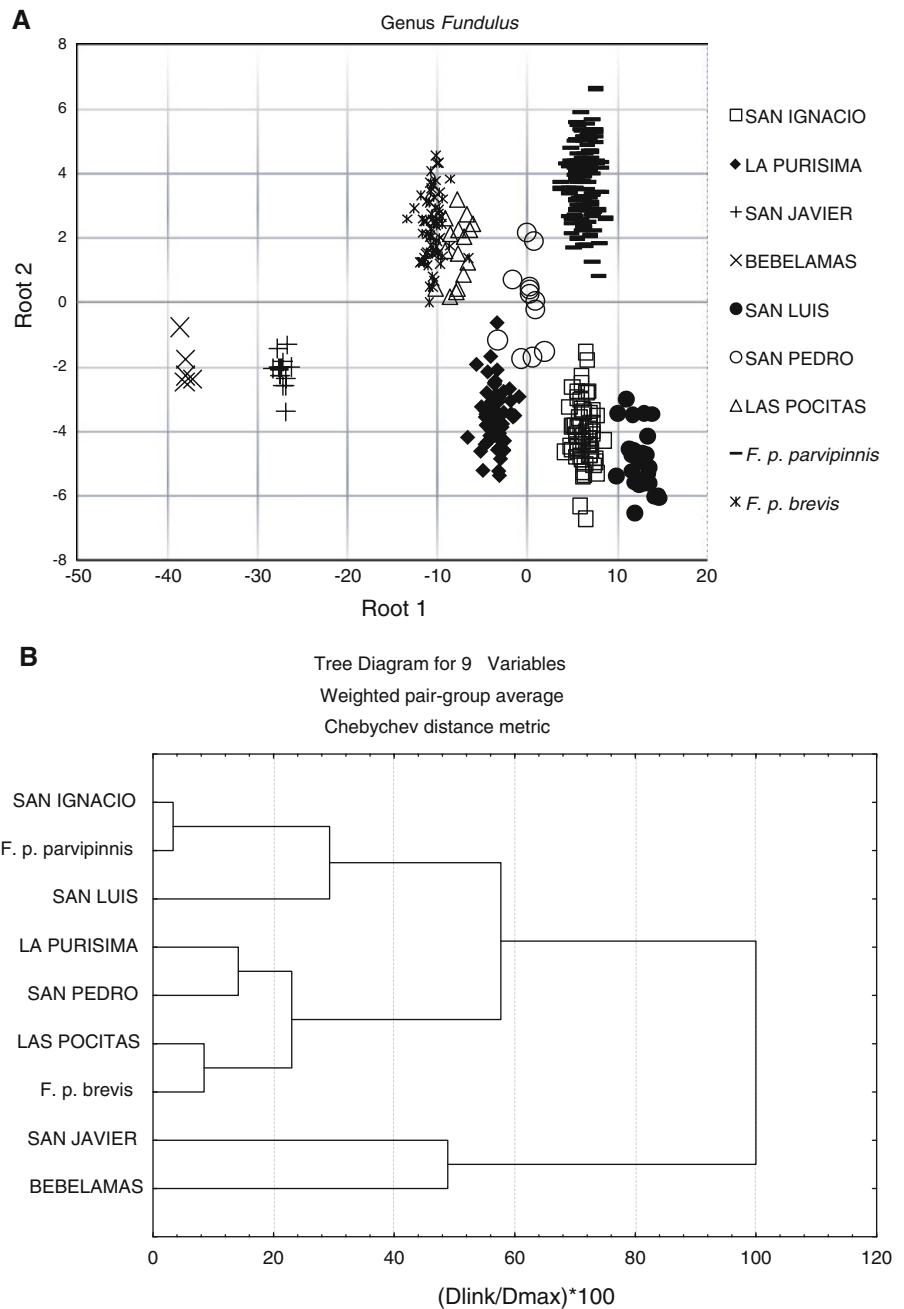 A
Genus Fundulus
8
6
4
2
0
-2
-4
-6
-8
Root 2
-50 -40 -30 -20 -10 0 10 20
Root 1
SAN IGNACIO
LA PURISIMA
SAN JAVIER
BEBELAMAS
SAN LUIS
SAN PEDRO
LAS POCITAS
F. p. parvipinnis
F. p. brevis
B
Tree Diagram for 9 Variables
Weighted pair-group average
Chebychev distance metric
SAN IGNACIO
F. p. parvipinnis
SAN LUIS
LA PURISIMA
SAN PEDRO
LAS POCITAS
F. p. brevis
SAN JAVIER
BEBELAMAS
0 20 40 60 80 100 120
(Dlink/Dmax)*100